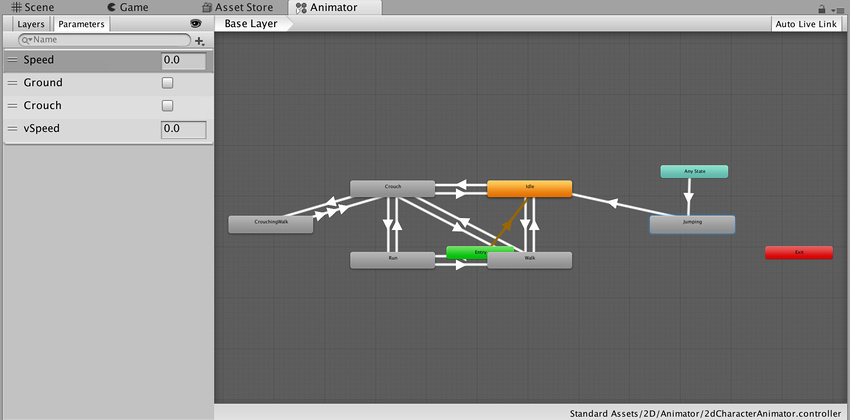 Scene Game Asset Store Animator
Layers Parameters Base Layer Auto Live Link
Name
Speed 0.0
Ground
Crouch
vSpeed 0.0
Any State
Crouch Idle
CrouchingWalk Jumping
Entry Exit
Run Walk
Standard Assets/2D/Animator/2dCharacterAnimator.controller